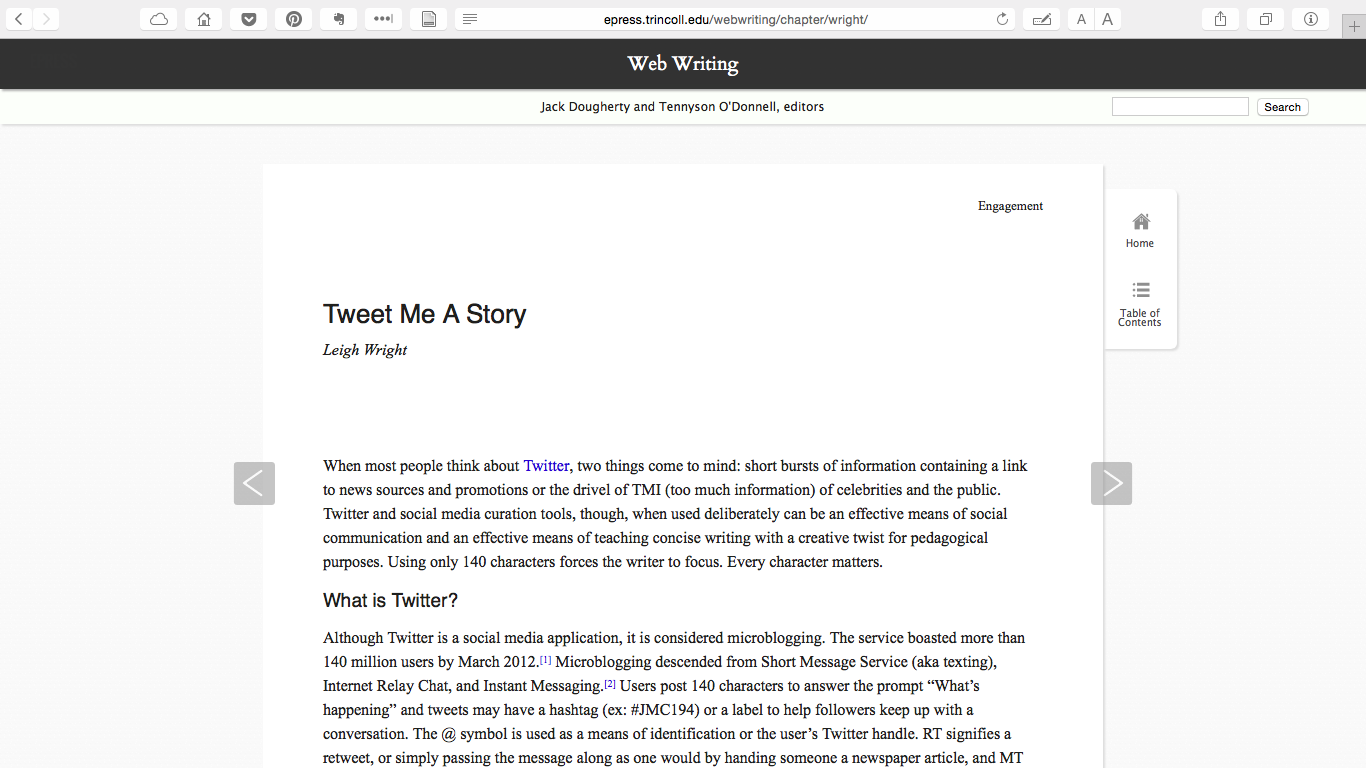 epress.trincoll.edu/webwriting/chapter/wright/
A A
Web Writing
Jack Dougherty and Tennyson O'Donnell, editors
Search
Engagement
Home
Table of
Contents
Tweet Me A Story
Leigh Wright
When most people think about Twitter, two things come to mind: short bursts of information containing a link
to news sources and promotions or the drivel of TMI (too much information) of celebrities and the public.
Twitter and social media curation tools, though, when used deliberately can be an effective means of social
communication and an effective means of teaching concise writing with a creative twist for pedagogical
purposes. Using only 140 characters forces the writer to focus. Every character matters.
What is Twitter?
Although Twitter is a social media application, it is considered microblogging. The service boasted more than
140 million users by March 2012.[1] Microblogging descended from Short Message Service (aka texting),
Internet Relay Chat, and Instant Messaging.[2] Users post 140 characters to answer the prompt “What’s
happening” and tweets may have a hashtag (ex: #JMC194) or a label to help followers keep up with a
conversation. The @ symbol is used as a means of identification or the user’s Twitter handle. RT signifies a
retweet, or simply passing the message along as one would by handing someone a newspaper article, and MT